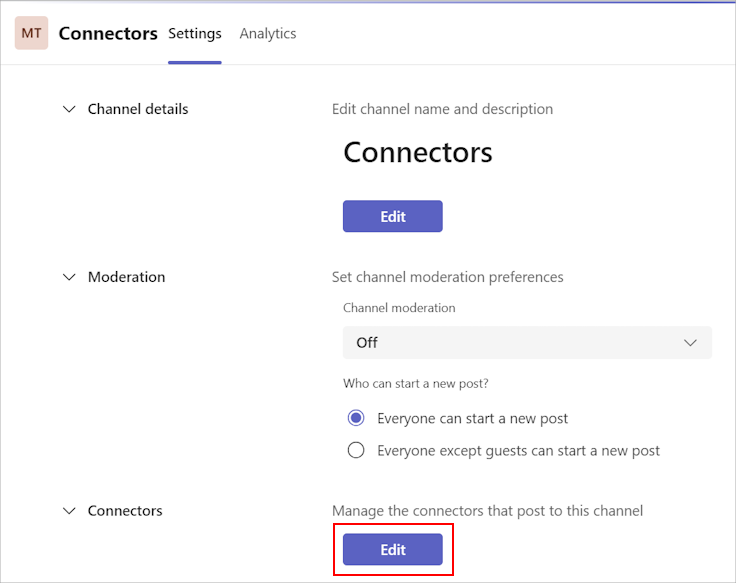 MT Connectors Settings Analytics
Channel details Edit channel name and description
Connectors
Edit
Moderation Set channel moderation preferences
Channel moderation
Off
Who can start a new post?
Everyone can start a new post
Everyone except guests can start a new post
Connectors Manage the connectors that post to this channel
Edit